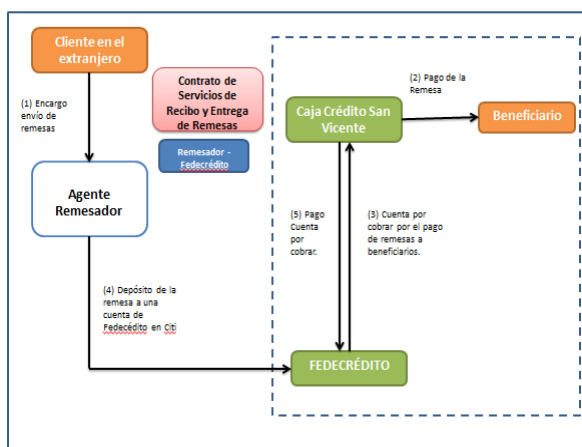 Cliente en el
extranjero
(1) Encargo
envío de
remesas
Contrato de
Servicios de
Recibo y Entrega
de Remesas
Remesador -
Fedecrédito
Agente
Remesador
(4) Depósito de la
remesa a una
cuenta de
Fedecédito en Citi
Caja Crédito San
Vicente
(2) Pago de la
Remesa
Beneficiario
(5) Pago
Cuenta
por
cobrar.
(3) Cuenta por
cobrar por el pago
de remesas a
beneficiarios.
FEDECRÉDITO